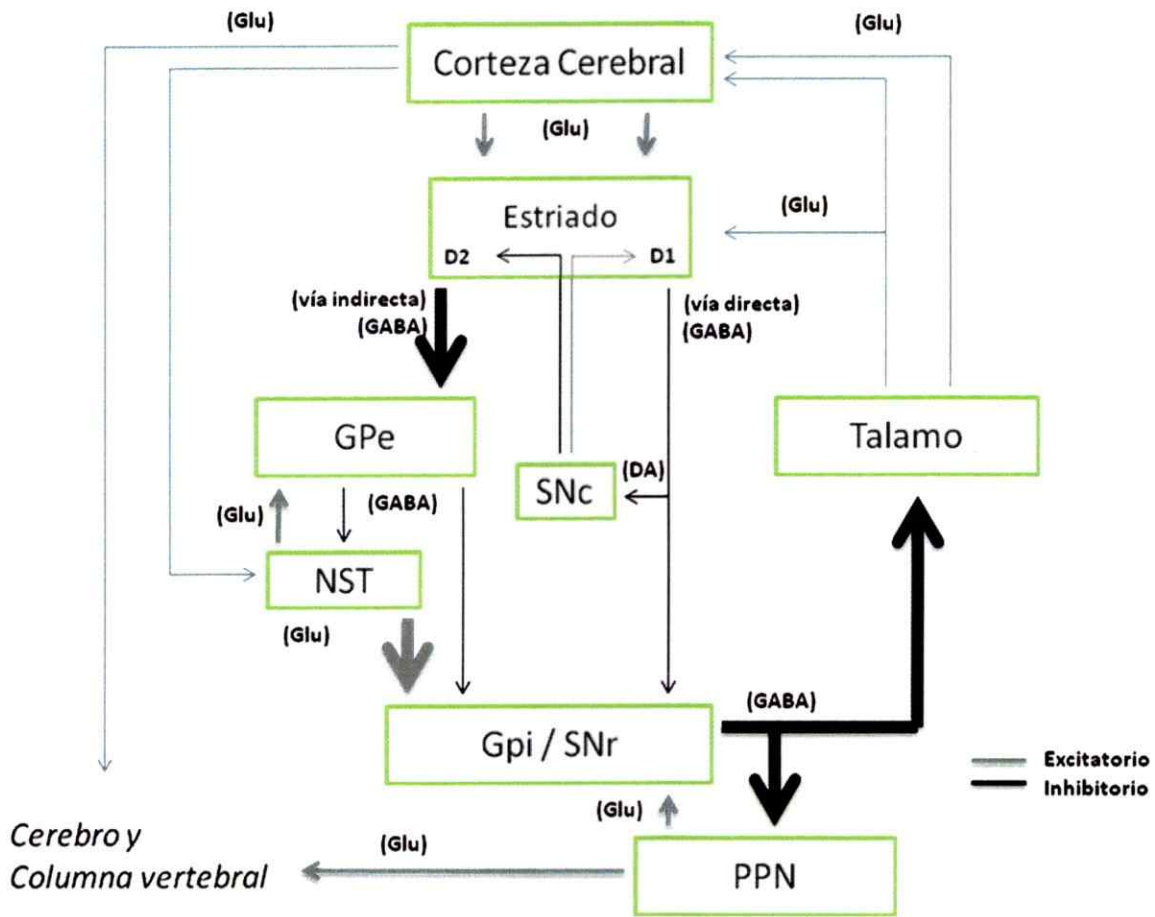 (Glu)
(Glu)
Corteza Cerebral
(Glu)
Estriado
(Glu)
D2
D1
(vía indirecta)
(GABA)
(vía directa)
(GABA)
GPe
Talamo
SNc
(DA)
(Glu)
(GABA)
NST
(Glu)
(GABA)
Gpi / SNr
Excitatorio
Inhibitorio
(Glu)
Cerebro y
Columna vertebral
(Glu)
PPN